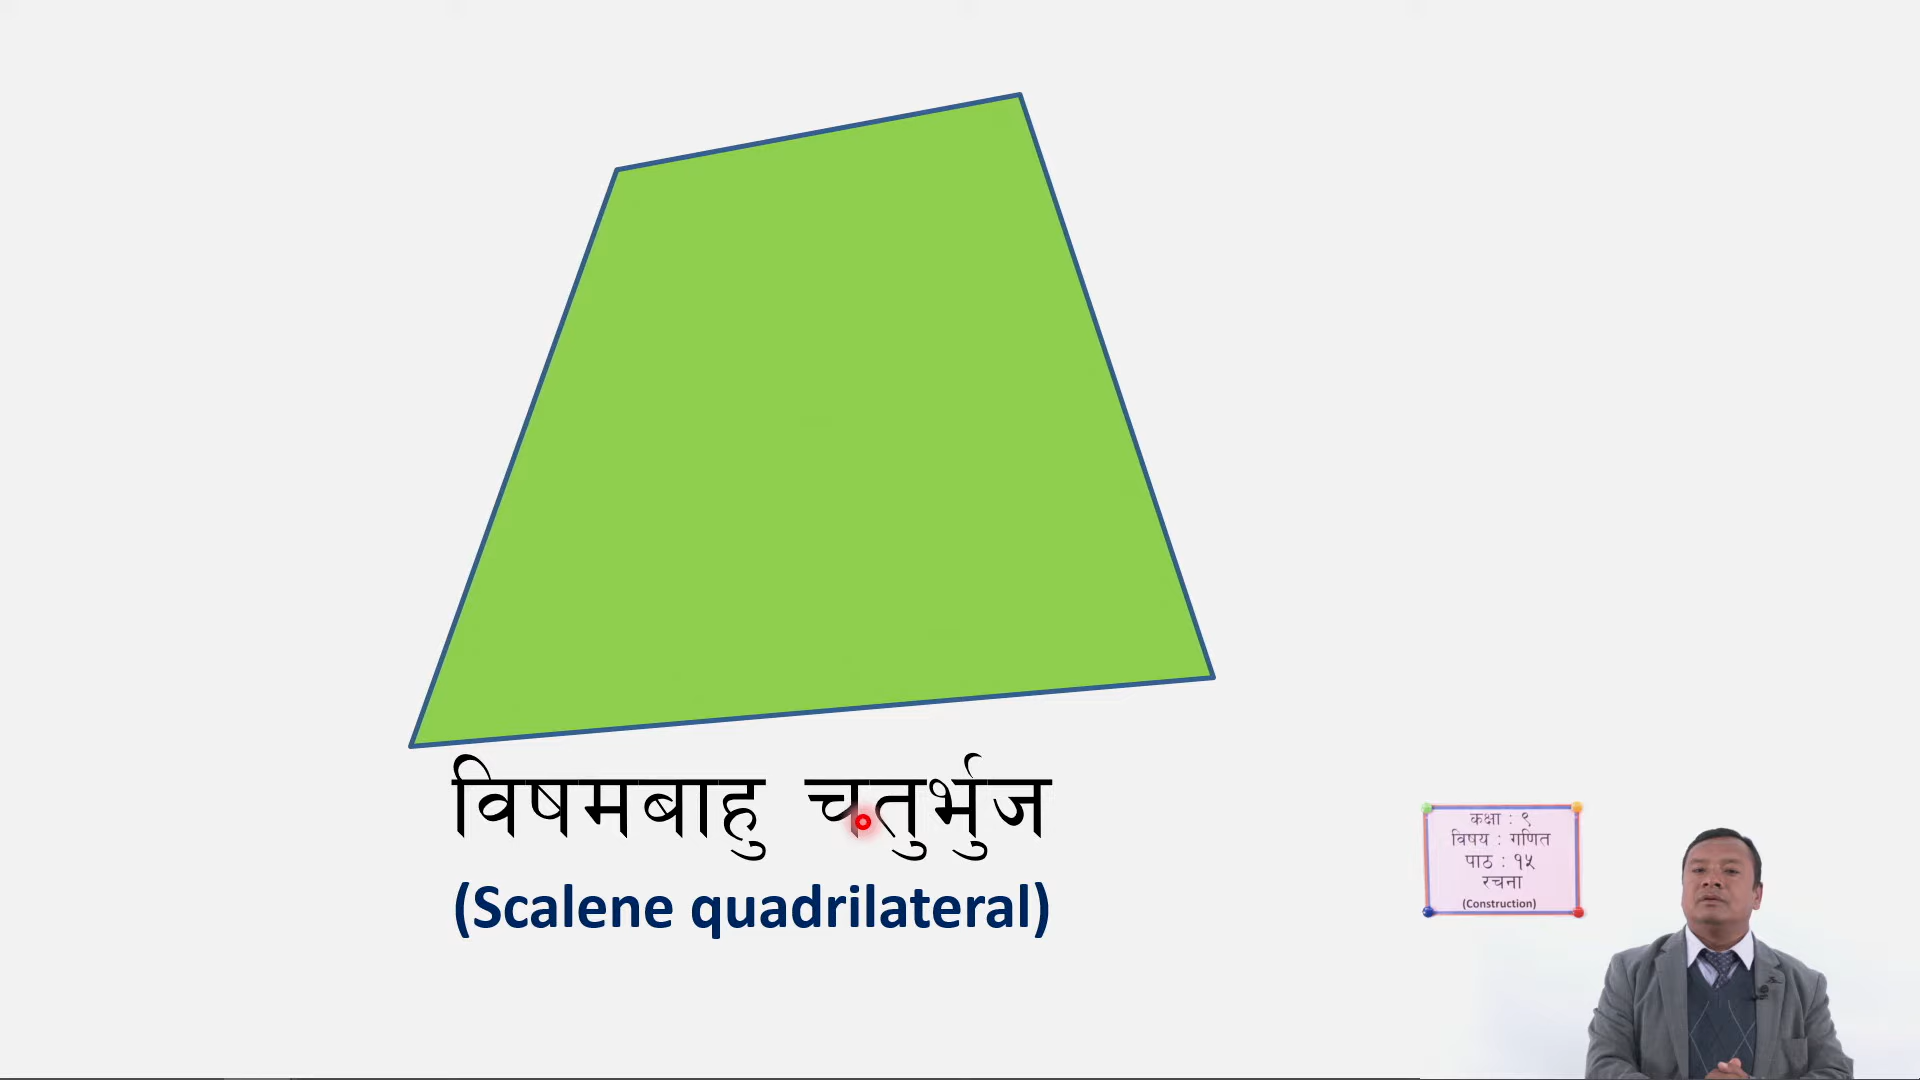 विषमबाहु चतुर्भुज
(Scalene quadrilateral)
कक्षा : ९
विषय : गणित
पाठ : १५
रचना
(Construction)